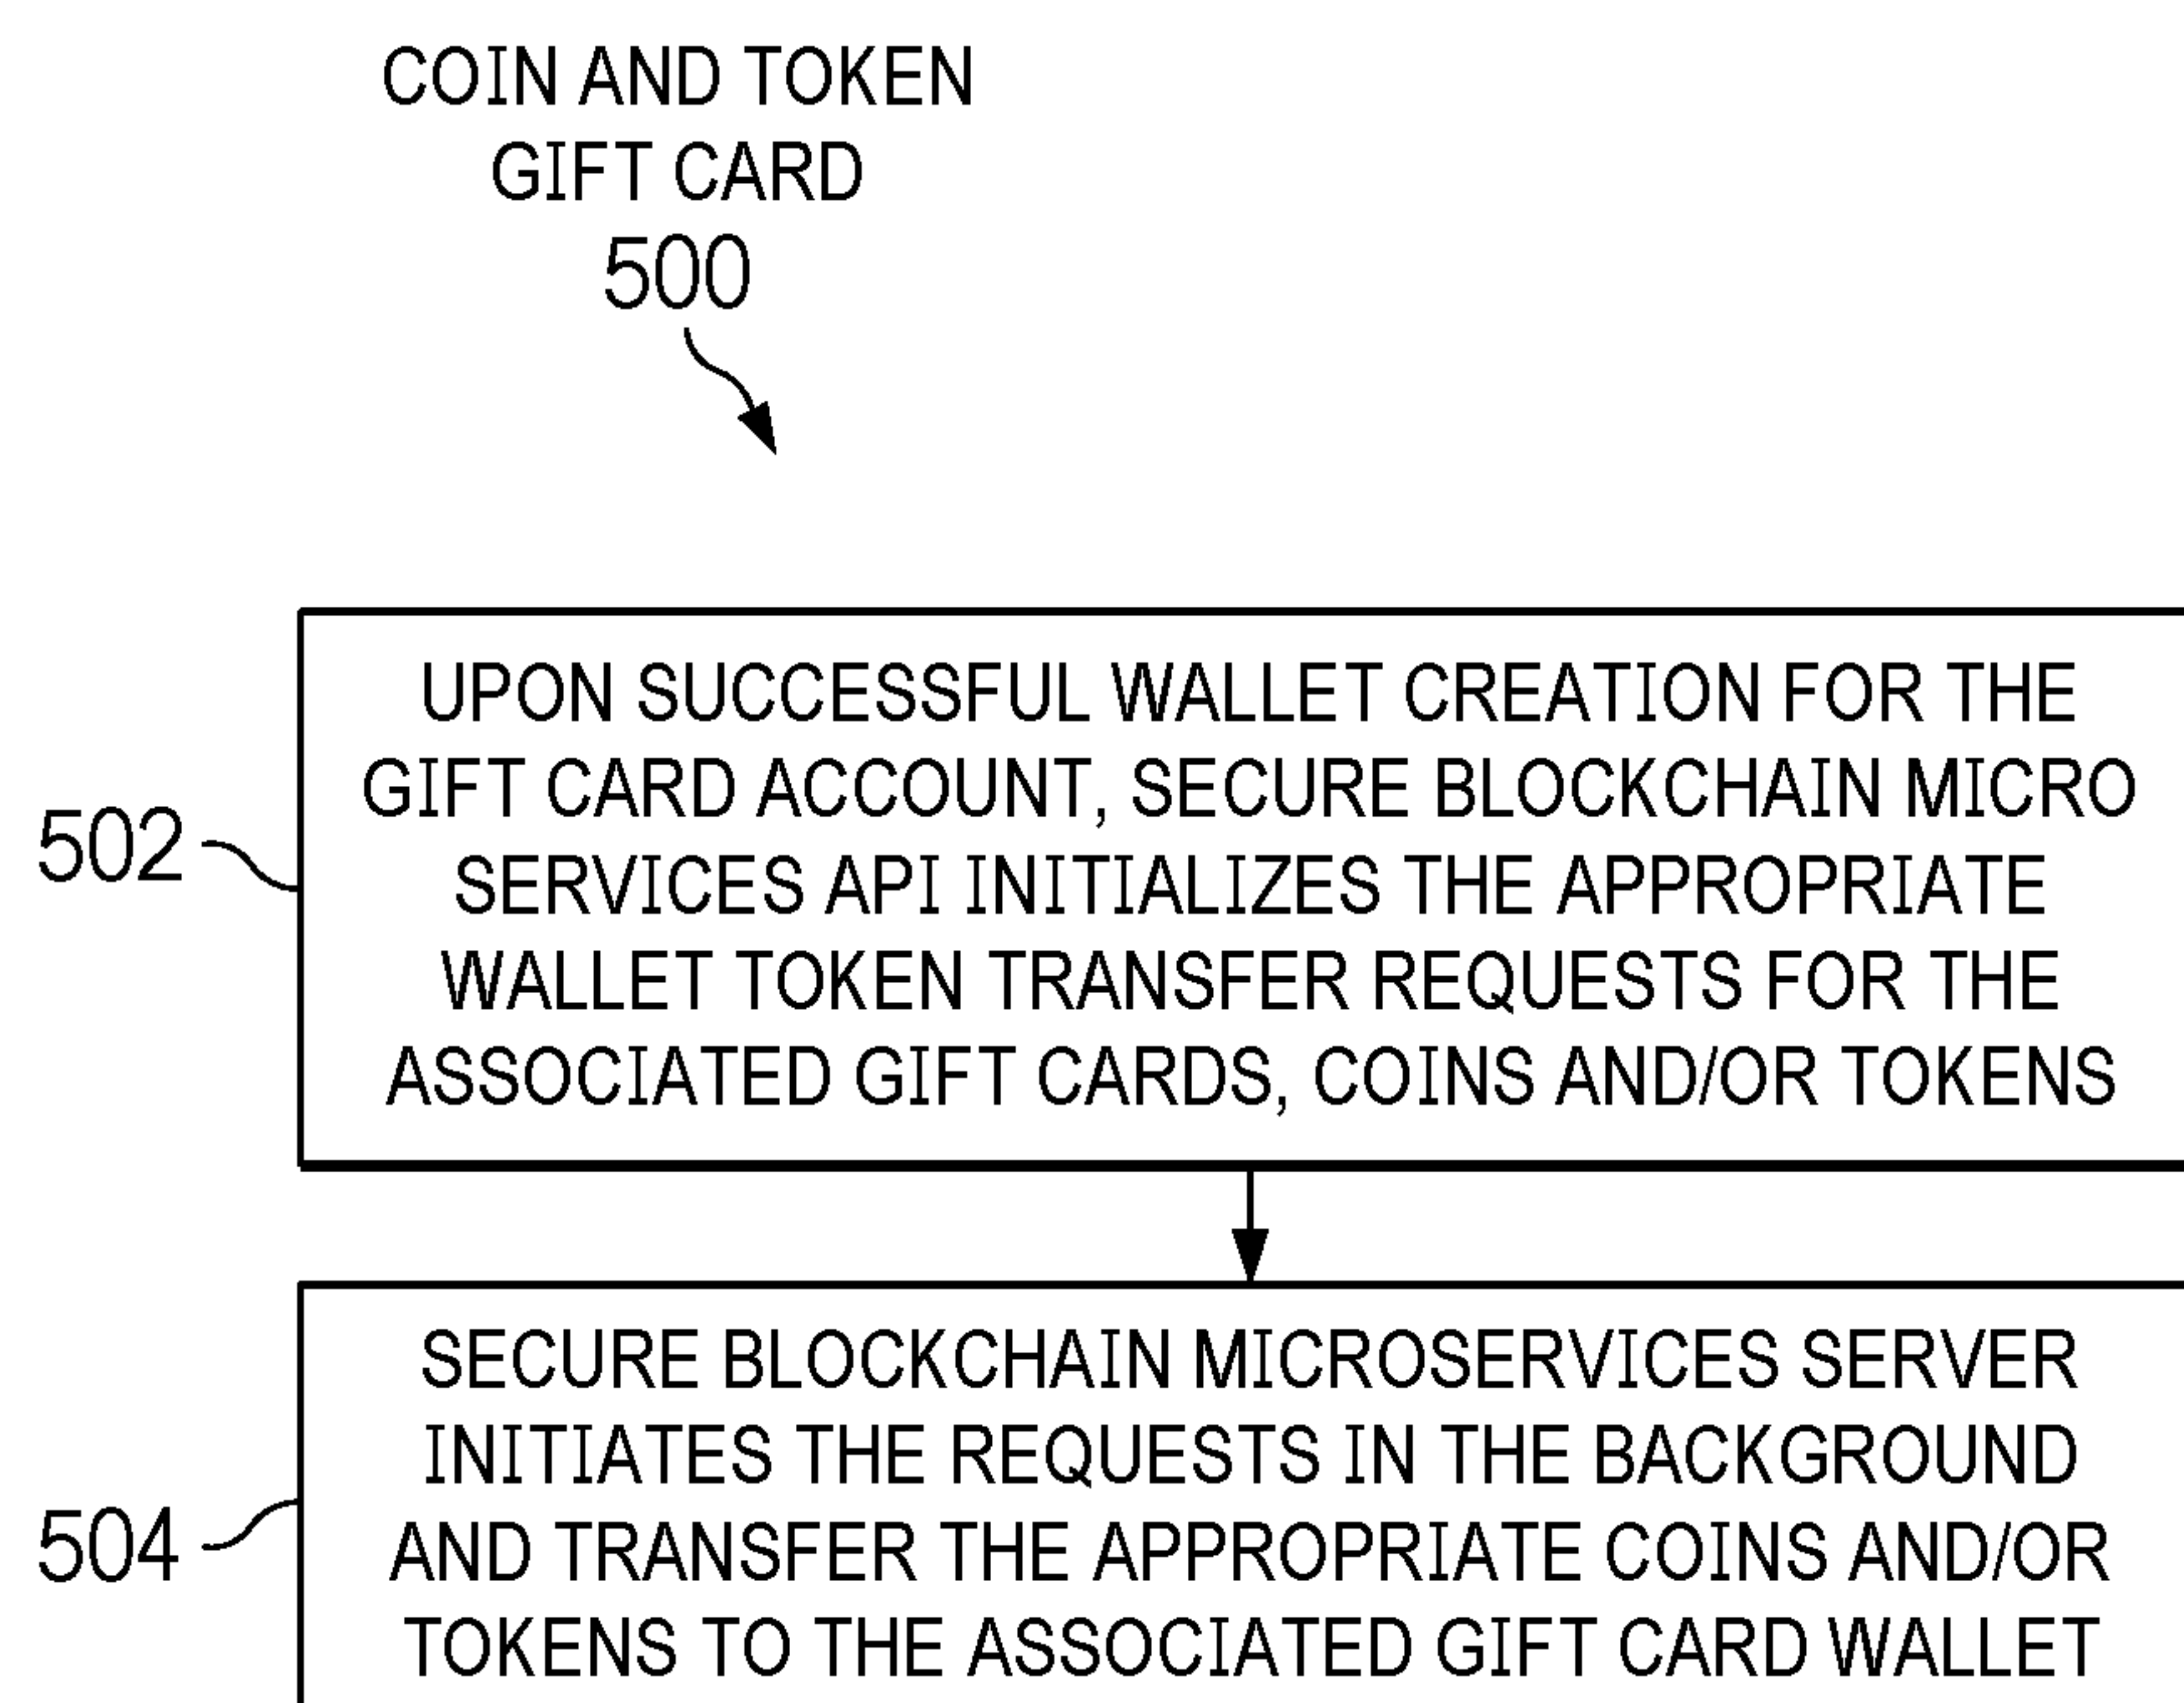 COIN AND TOKEN
GIFT CARD
500
UPON SUCCESSFUL WALLET CREATION FOR THE
GIFT CARD ACCOUNT, SECURE BLOCKCHAIN MICRO
SERVICES API INITIALIZES THE APPROPRIATE
WALLET TOKEN TRANSFER REQUESTS FOR THE
ASSOCIATED GIFT CARDS, COINS AND/OR TOKENS
502
SECURE BLOCKCHAIN MICROSERVICES SERVER
INITIATES THE REQUESTS IN THE BACKGROUND
AND TRANSFER THE APPROPRIATE COINS AND/OR
TOKENS TO THE ASSOCIATED GIFT CARD WALLET
504